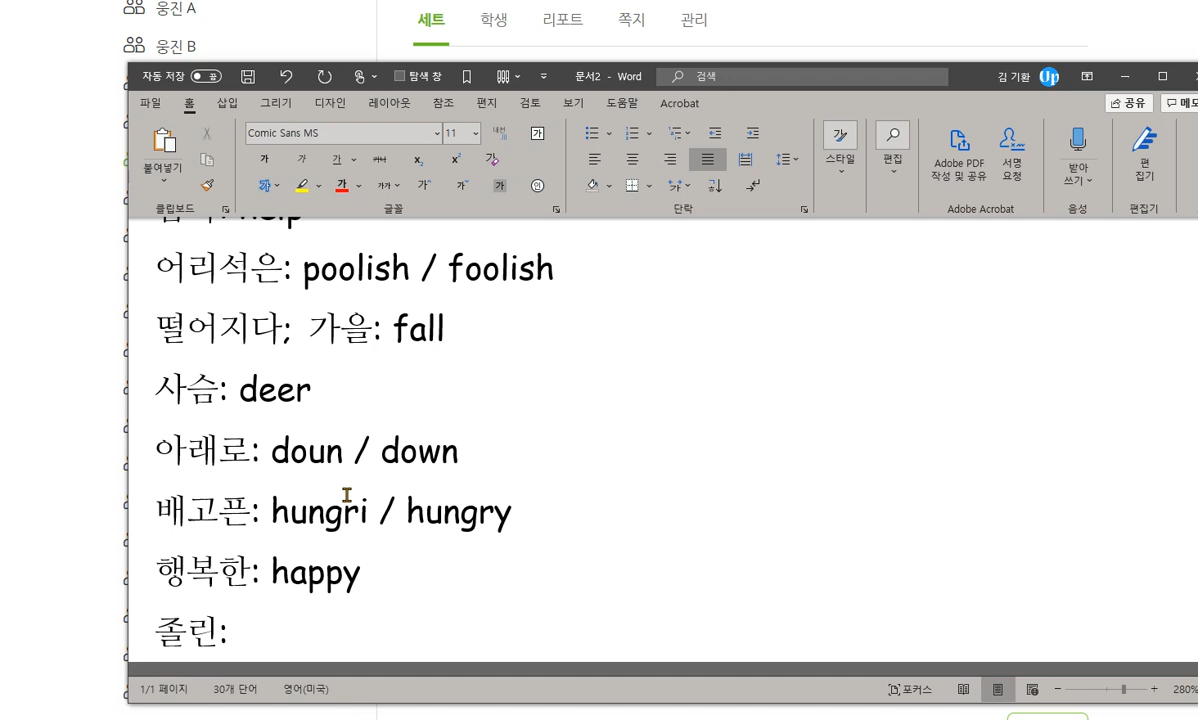 웅진 A
세트 학생 리포트 쪽지 관리
웅진 B
자동 저장 끔 탐색 창 문서2 - Word 검색 김 기환 Up
파일 홈 삽입 그리기 디자인 레이아웃 참조 편지 검토 보기 도움말 Acrobat 공유 메모
Comic Sans MS 11
붙여넣기 스타일 편집 Adobe PDF 작성 및 공유 서명 요청 받아쓰기 편집기
클립보드 글꼴 단락 Adobe Acrobat 음성 편집기
help
어리석은: poolish / foolish
떨어지다; 가을: fall
사슴: deer
아래로: doun / down
배고픈: hungri / hungry
행복한: happy
졸린:
1/1 페이지 30개 단어 영어(미국) 포커스 280%